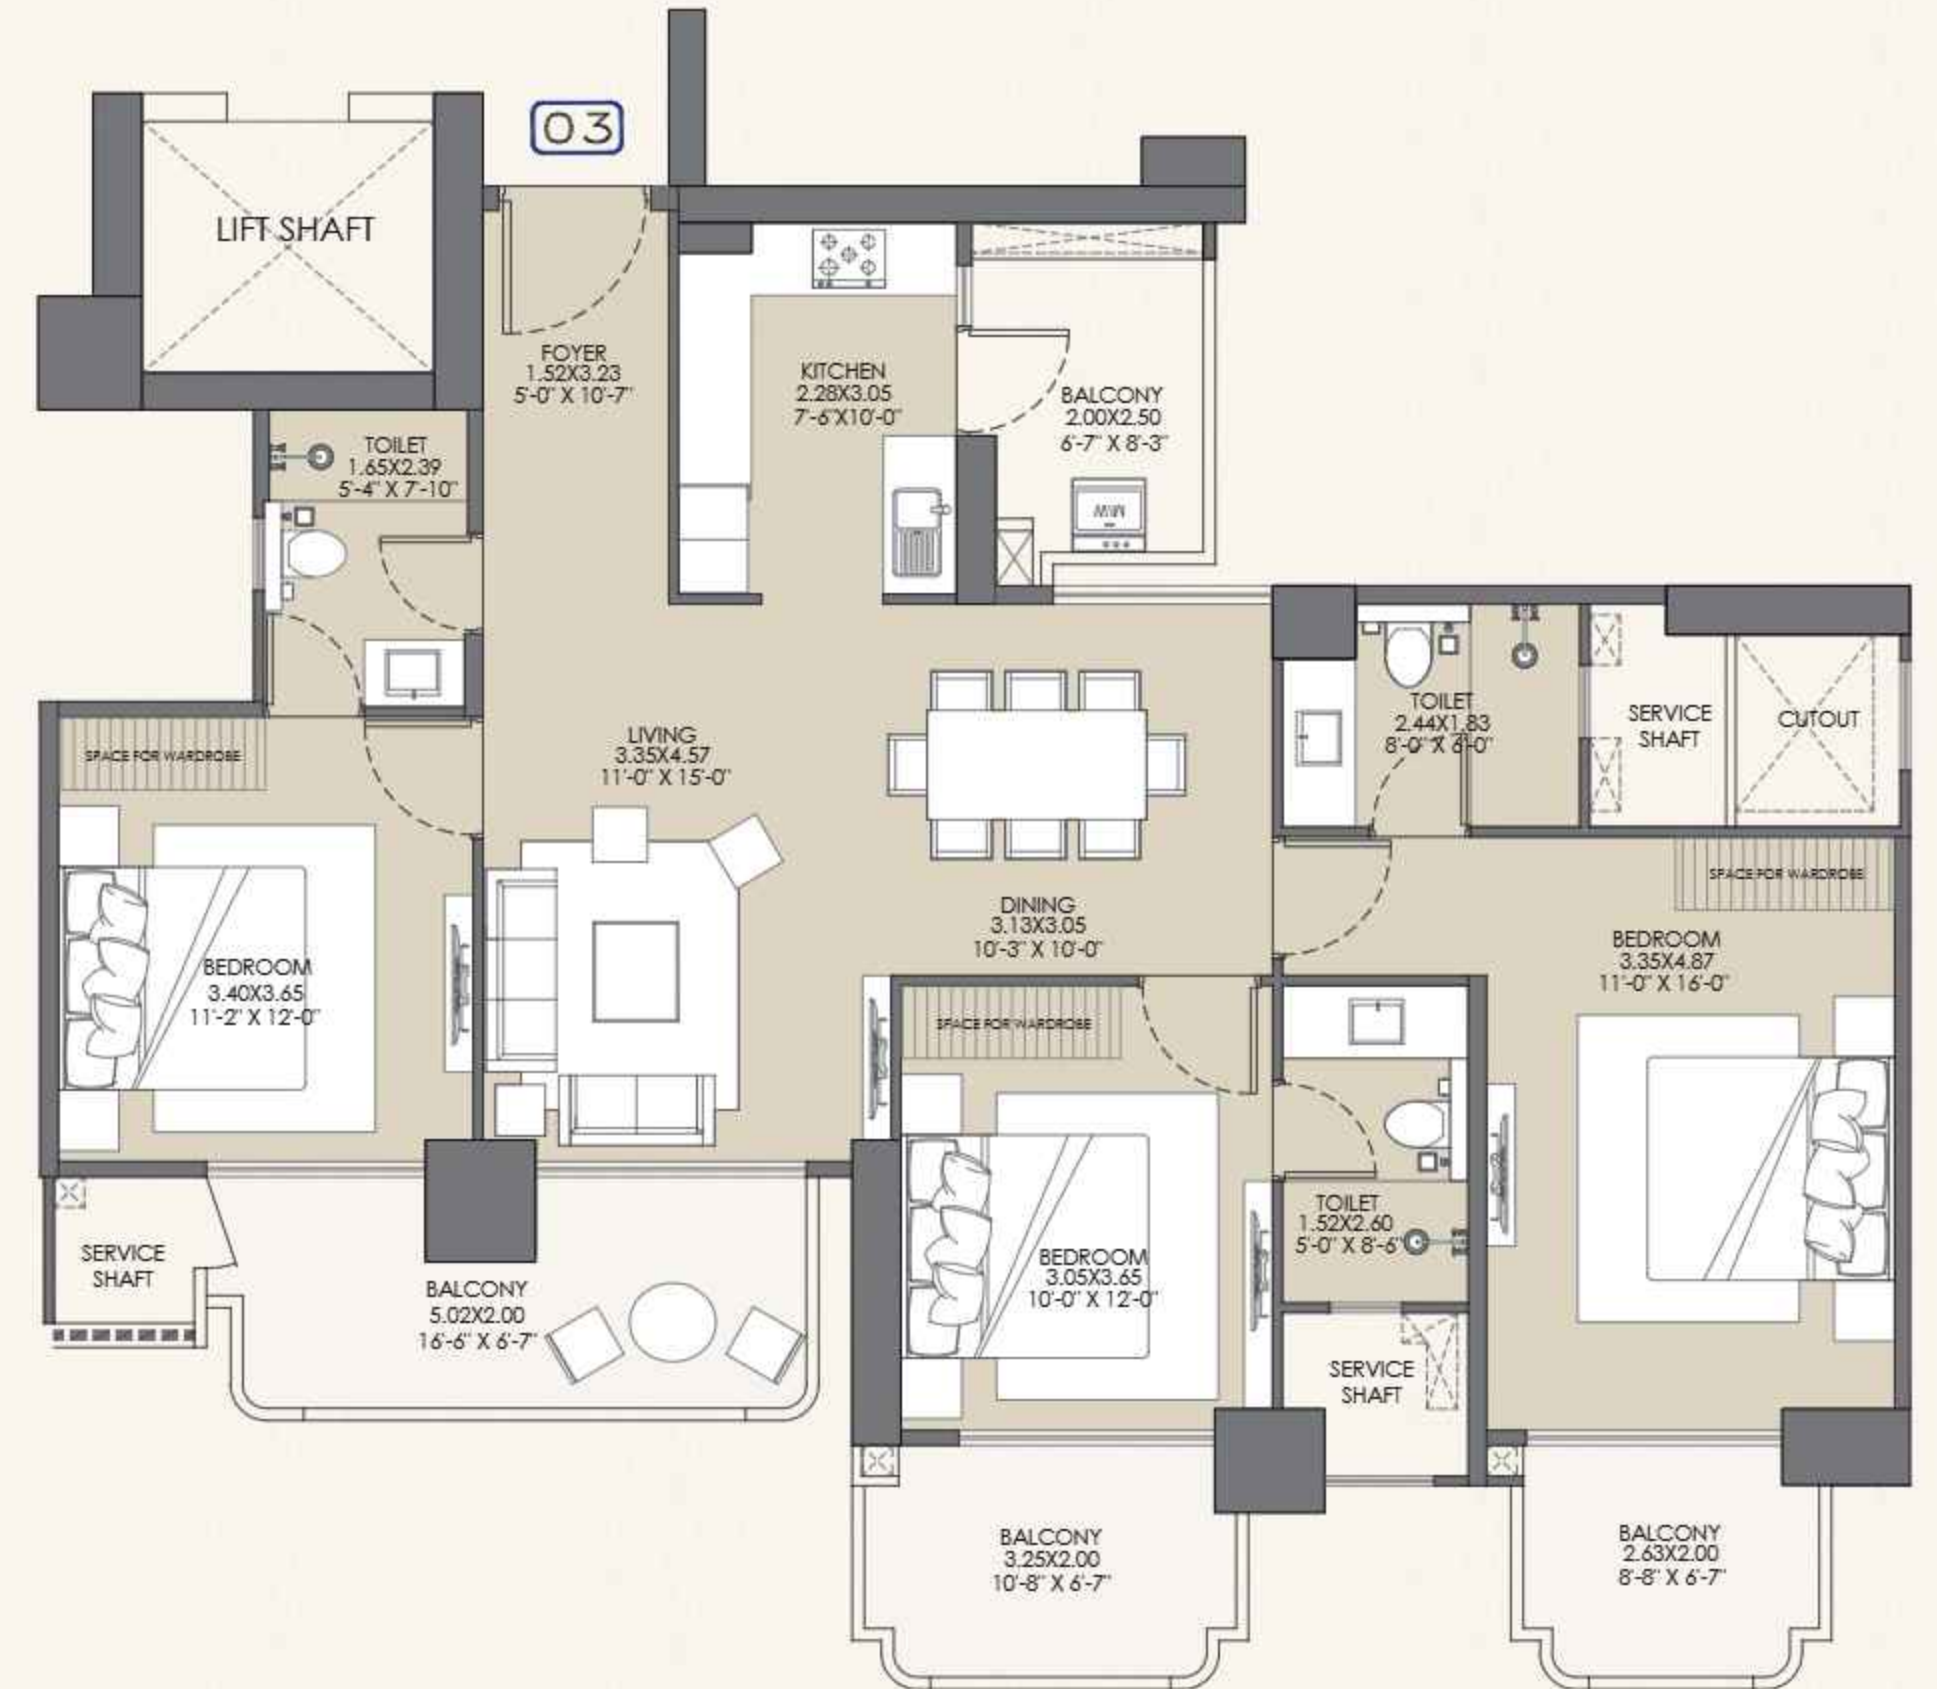 03
LIFT SHAFT
FOYER
1.52X3.23
5'-0" X 10'-7"
KITCHEN
2.28X3.05
7'-6"X10'-0"
BALCONY
2.00X2.50
6'-7" X 8'-3"
MW
TOILET
1.65X2.39
5'-4" X 7'-10"
SPACE FOR WARDROBE
LIVING
3.35X4.57
11'-0" X 15'-0"
TOILET
2.44X1.83
8'-0" X 6'-0"
SERVICE
SHAFT
CUTOUT
SPACE FOR WARDROBE
DINING
3.13X3.05
10'-3" X 10'-0"
BEDROOM
3.35X4.87
11'-0" X 16'-0"
BEDROOM
3.40X3.65
11'-2" X 12'-0"
SPACE FOR WARDROBE
TOILET
1.52X2.60
5'-0" X 8'-6"
SERVICE
SHAFT
BEDROOM
3.05X3.65
10'-0" X 12'-0"
BALCONY
5.02X2.00
16'-6" X 6'-7"
SERVICE
SHAFT
BALCONY
3.25X2.00
10'-8" X 6'-7"
BALCONY
2.63X2.00
8'-8" X 6'-7"